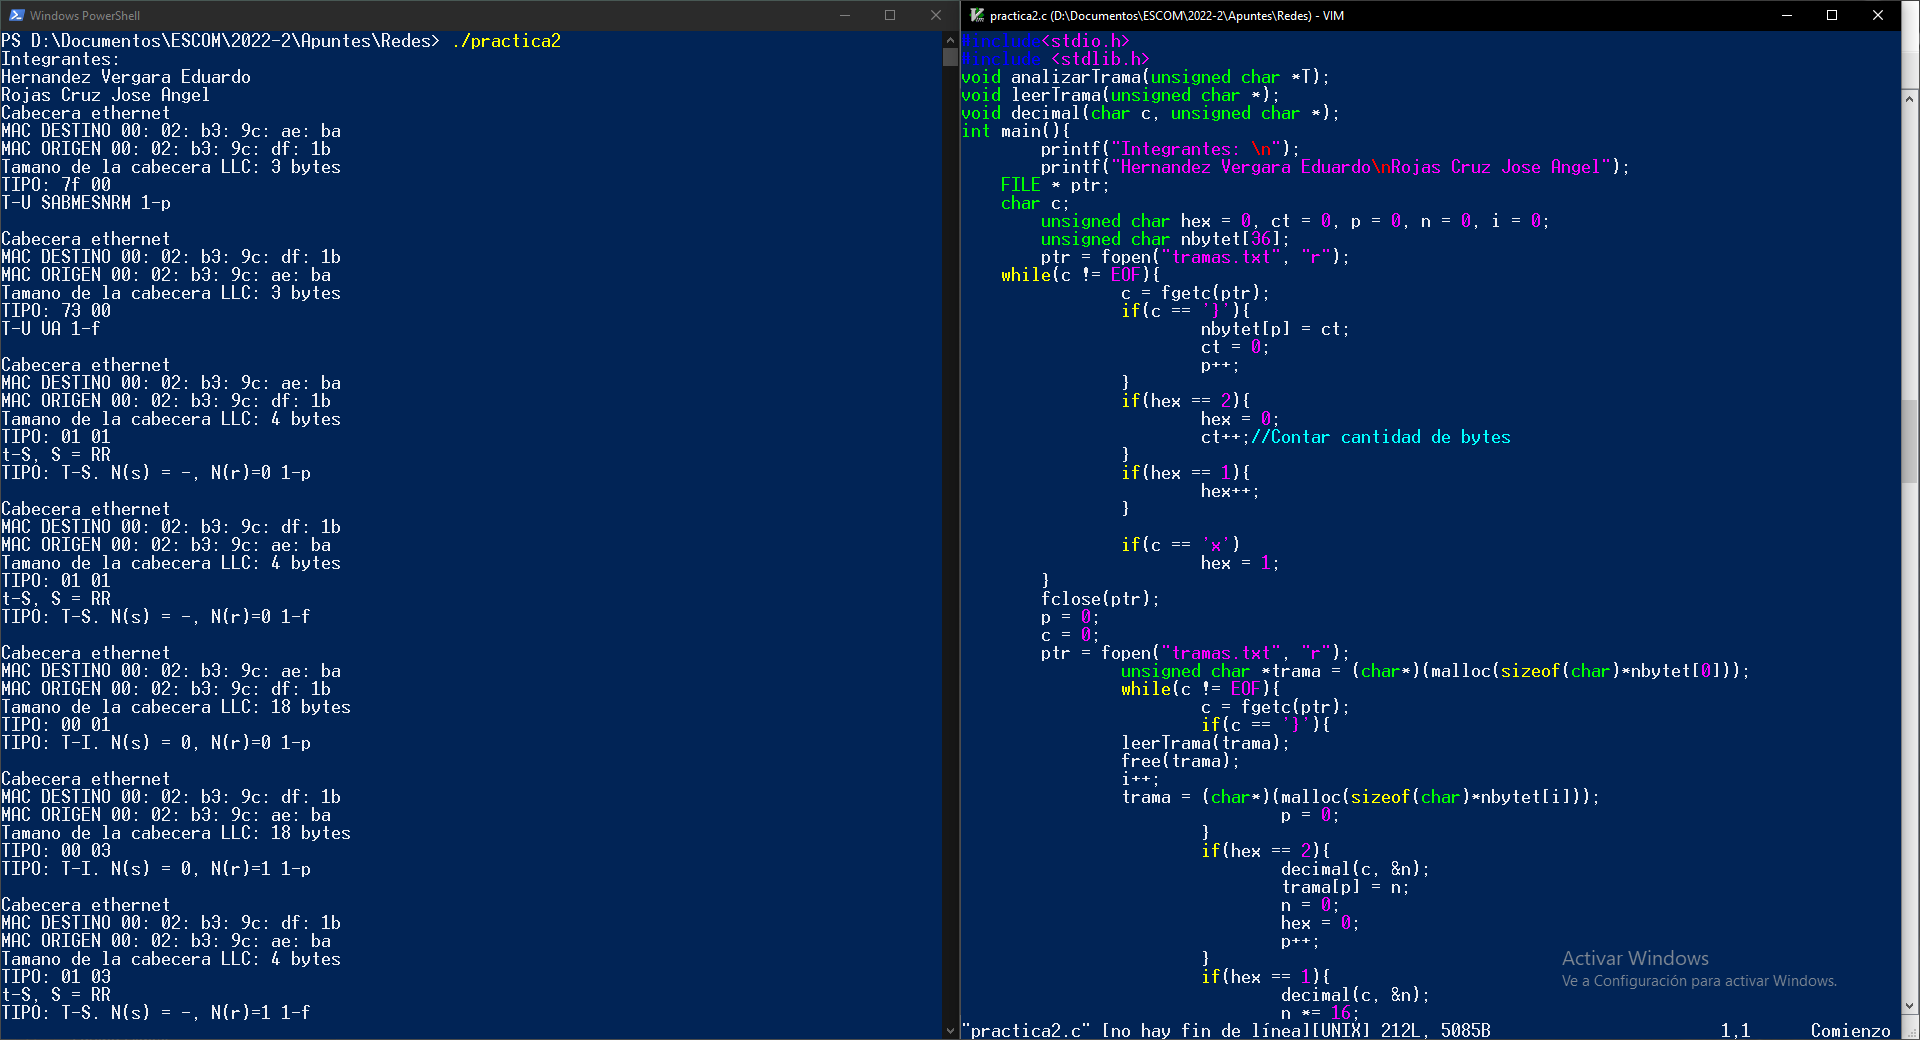 Windows PowerShell
PS D:\Documentos\ESCOM\2022-2\Apuntes\Redes> ./practica2
Integrantes:
Hernandez Vergara Eduardo
Rojas Cruz Jose Angel
Cabecera ethernet
MAC DESTINO 00: 02: b3: 9c: ae: ba
MAC ORIGEN 00: 02: b3: 9c: df: 1b
Tamano de la cabecera LLC: 3 bytes
TIPO: 7f 00
T-U SABMESNRM 1-p
Cabecera ethernet
MAC DESTINO 00: 02: b3: 9c: df: 1b
MAC ORIGEN 00: 02: b3: 9c: ae: ba
Tamano de la cabecera LLC: 3 bytes
TIPO: 73 00
T-U UA 1-f
Cabecera ethernet
MAC DESTINO 00: 02: b3: 9c: ae: ba
MAC ORIGEN 00: 02: b3: 9c: df: 1b
Tamano de la cabecera LLC: 4 bytes
TIPO: 01 01
t-S, S = RR
TIPO: T-S. N(s) = -, N(r)=0 1-p
Cabecera ethernet
MAC DESTINO 00: 02: b3: 9c: df: 1b
MAC ORIGEN 00: 02: b3: 9c: ae: ba
Tamano de la cabecera LLC: 4 bytes
TIPO: 01 01
t-S, S = RR
TIPO: T-S. N(s) = -, N(r)=0 1-f
Cabecera ethernet
MAC DESTINO 00: 02: b3: 9c: ae: ba
MAC ORIGEN 00: 02: b3: 9c: df: 1b
Tamano de la cabecera LLC: 18 bytes
TIPO: 00 01
TIPO: T-I. N(s) = 0, N(r)=0 1-p
Cabecera ethernet
MAC DESTINO 00: 02: b3: 9c: df: 1b
MAC ORIGEN 00: 02: b3: 9c: ae: ba
Tamano de la cabecera LLC: 18 bytes
TIPO: 00 03
TIPO: T-I. N(s) = 0, N(r)=1 1-p
Cabecera ethernet
MAC DESTINO 00: 02: b3: 9c: df: 1b
MAC ORIGEN 00: 02: b3: 9c: ae: ba
Tamano de la cabecera LLC: 4 bytes
TIPO: 01 03
t-S, S = RR
TIPO: T-S. N(s) = -, N(r)=1 1-f
practica2.c (D:\Documentos\ESCOM\2022-2\Apuntes\Redes) - VIM
#include<stdio.h>
#include <stdlib.h>
void analizarTrama(unsigned char *T);
void leerTrama(unsigned char *);
void decimal(char c, unsigned char *);
int main(){
printf("Integrantes: \n");
printf("Hernandez Vergara Eduardo\nRojas Cruz Jose Angel");
FILE * ptr;
char c;
unsigned char hex = 0, ct = 0, p = 0, n = 0, i = 0;
unsigned char nbytet[36];
ptr = fopen("tramas.txt", "r");
while(c != EOF){
c = fgetc(ptr);
if(c == '}'){
nbytet[p] = ct;
ct = 0;
p++;
}
if(hex == 2){
hex = 0;
ct++;//Contar cantidad de bytes
}
if(hex == 1){
hex++;
}
if(c == 'x')
hex = 1;
}
fclose(ptr);
p = 0;
c = 0;
ptr = fopen("tramas.txt", "r");
unsigned char *trama = (char*)(malloc(sizeof(char)*nbytet[0]));
while(c != EOF){
c = fgetc(ptr);
if(c == '}'){
leerTrama(trama);
free(trama);
i++;
trama = (char*)(malloc(sizeof(char)*nbytet[i]));
p = 0;
}
if(hex == 2){
decimal(c, &n);
trama[p] = n;
n = 0;
hex = 0;
p++;
}
if(hex == 1){
decimal(c, &n);
n *= 16;
"practica2.c" [no hay fin de línea][UNIX] 212L, 5085B 1,1 Comienzo
Activar Windows
Ve a Configuración para activar Windows.